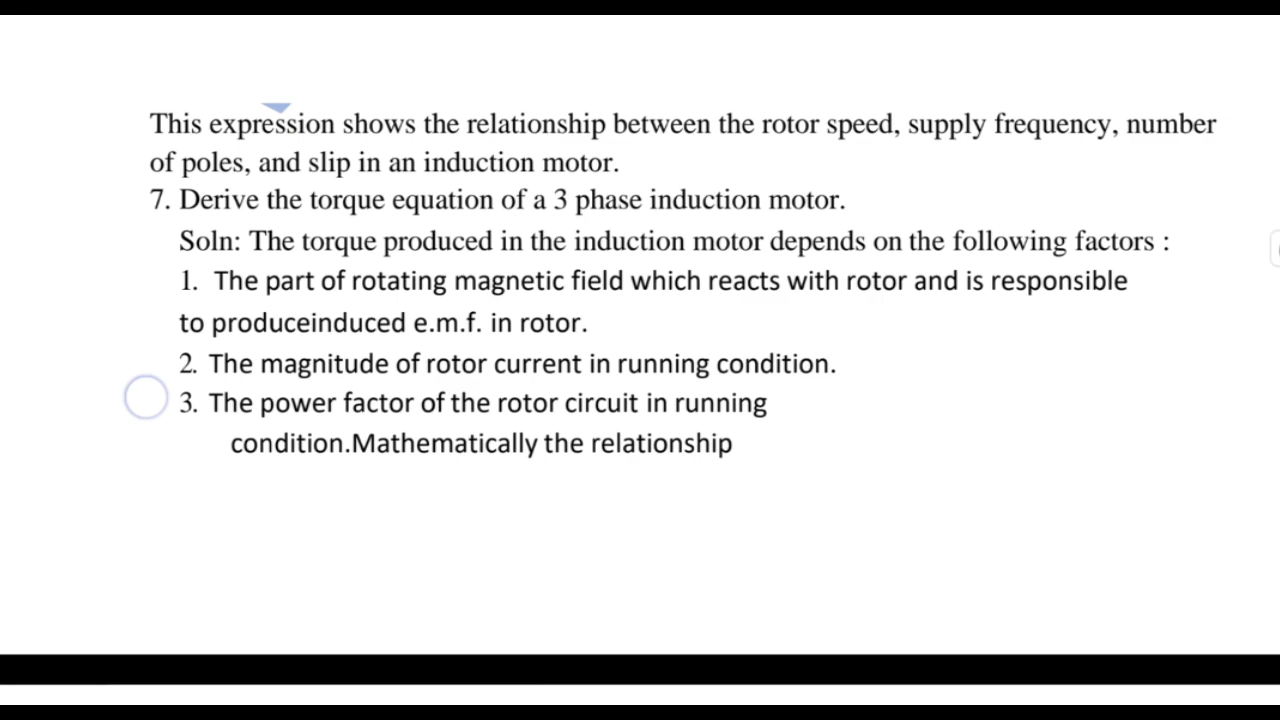 This expression shows the relationship between the rotor speed, supply frequency, number
of poles, and slip in an induction motor.
7. Derive the torque equation of a 3 phase induction motor.
Soln: The torque produced in the induction motor depends on the following factors :
1. The part of rotating magnetic field which reacts with rotor and is responsible
to produceinduced e.m.f. in rotor.
2. The magnitude of rotor current in running condition.
3. The power factor of the rotor circuit in running
condition.Mathematically the relationship